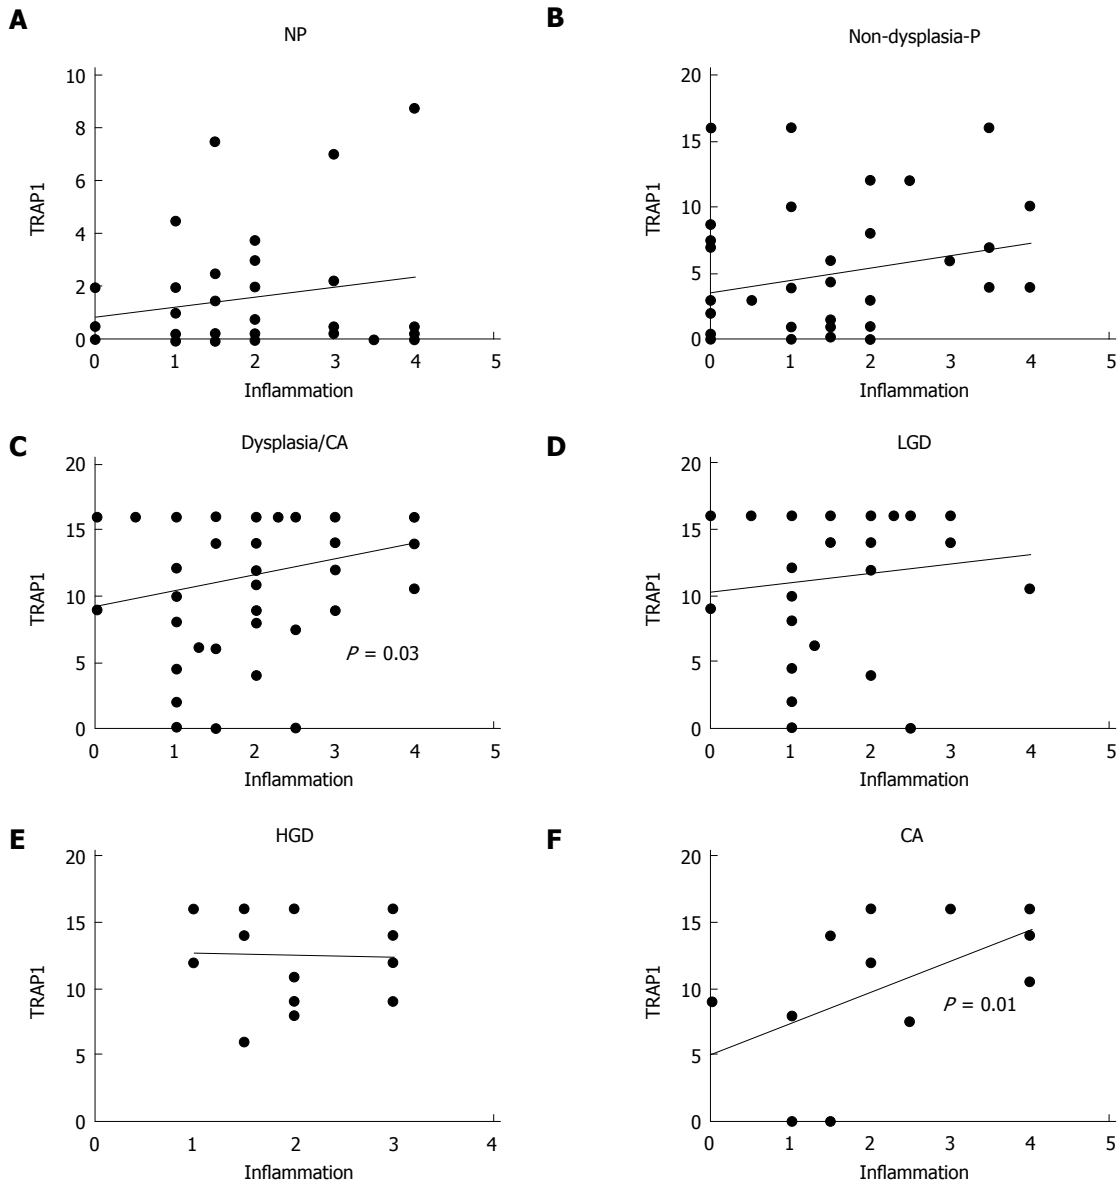 A
NP
10
8
6
4
2
0
TRAP1
0 1 2 3 4 5
Inflammation
B
Non-dysplasia-P
20
15
10
5
0
TRAP1
0 1 2 3 4 5
Inflammation
C
Dysplasia/CA
20
15
10
5
0
TRAP1
P = 0.03
0 1 2 3 4 5
Inflammation
D
LGD
20
15
10
5
0
TRAP1
0 1 2 3 4 5
Inflammation
E
HGD
20
15
10
5
0
TRAP1
0 1 2 3 4
Inflammation
F
CA
20
15
10
5
0
TRAP1
P = 0.01
0 1 2 3 4 5
Inflammation